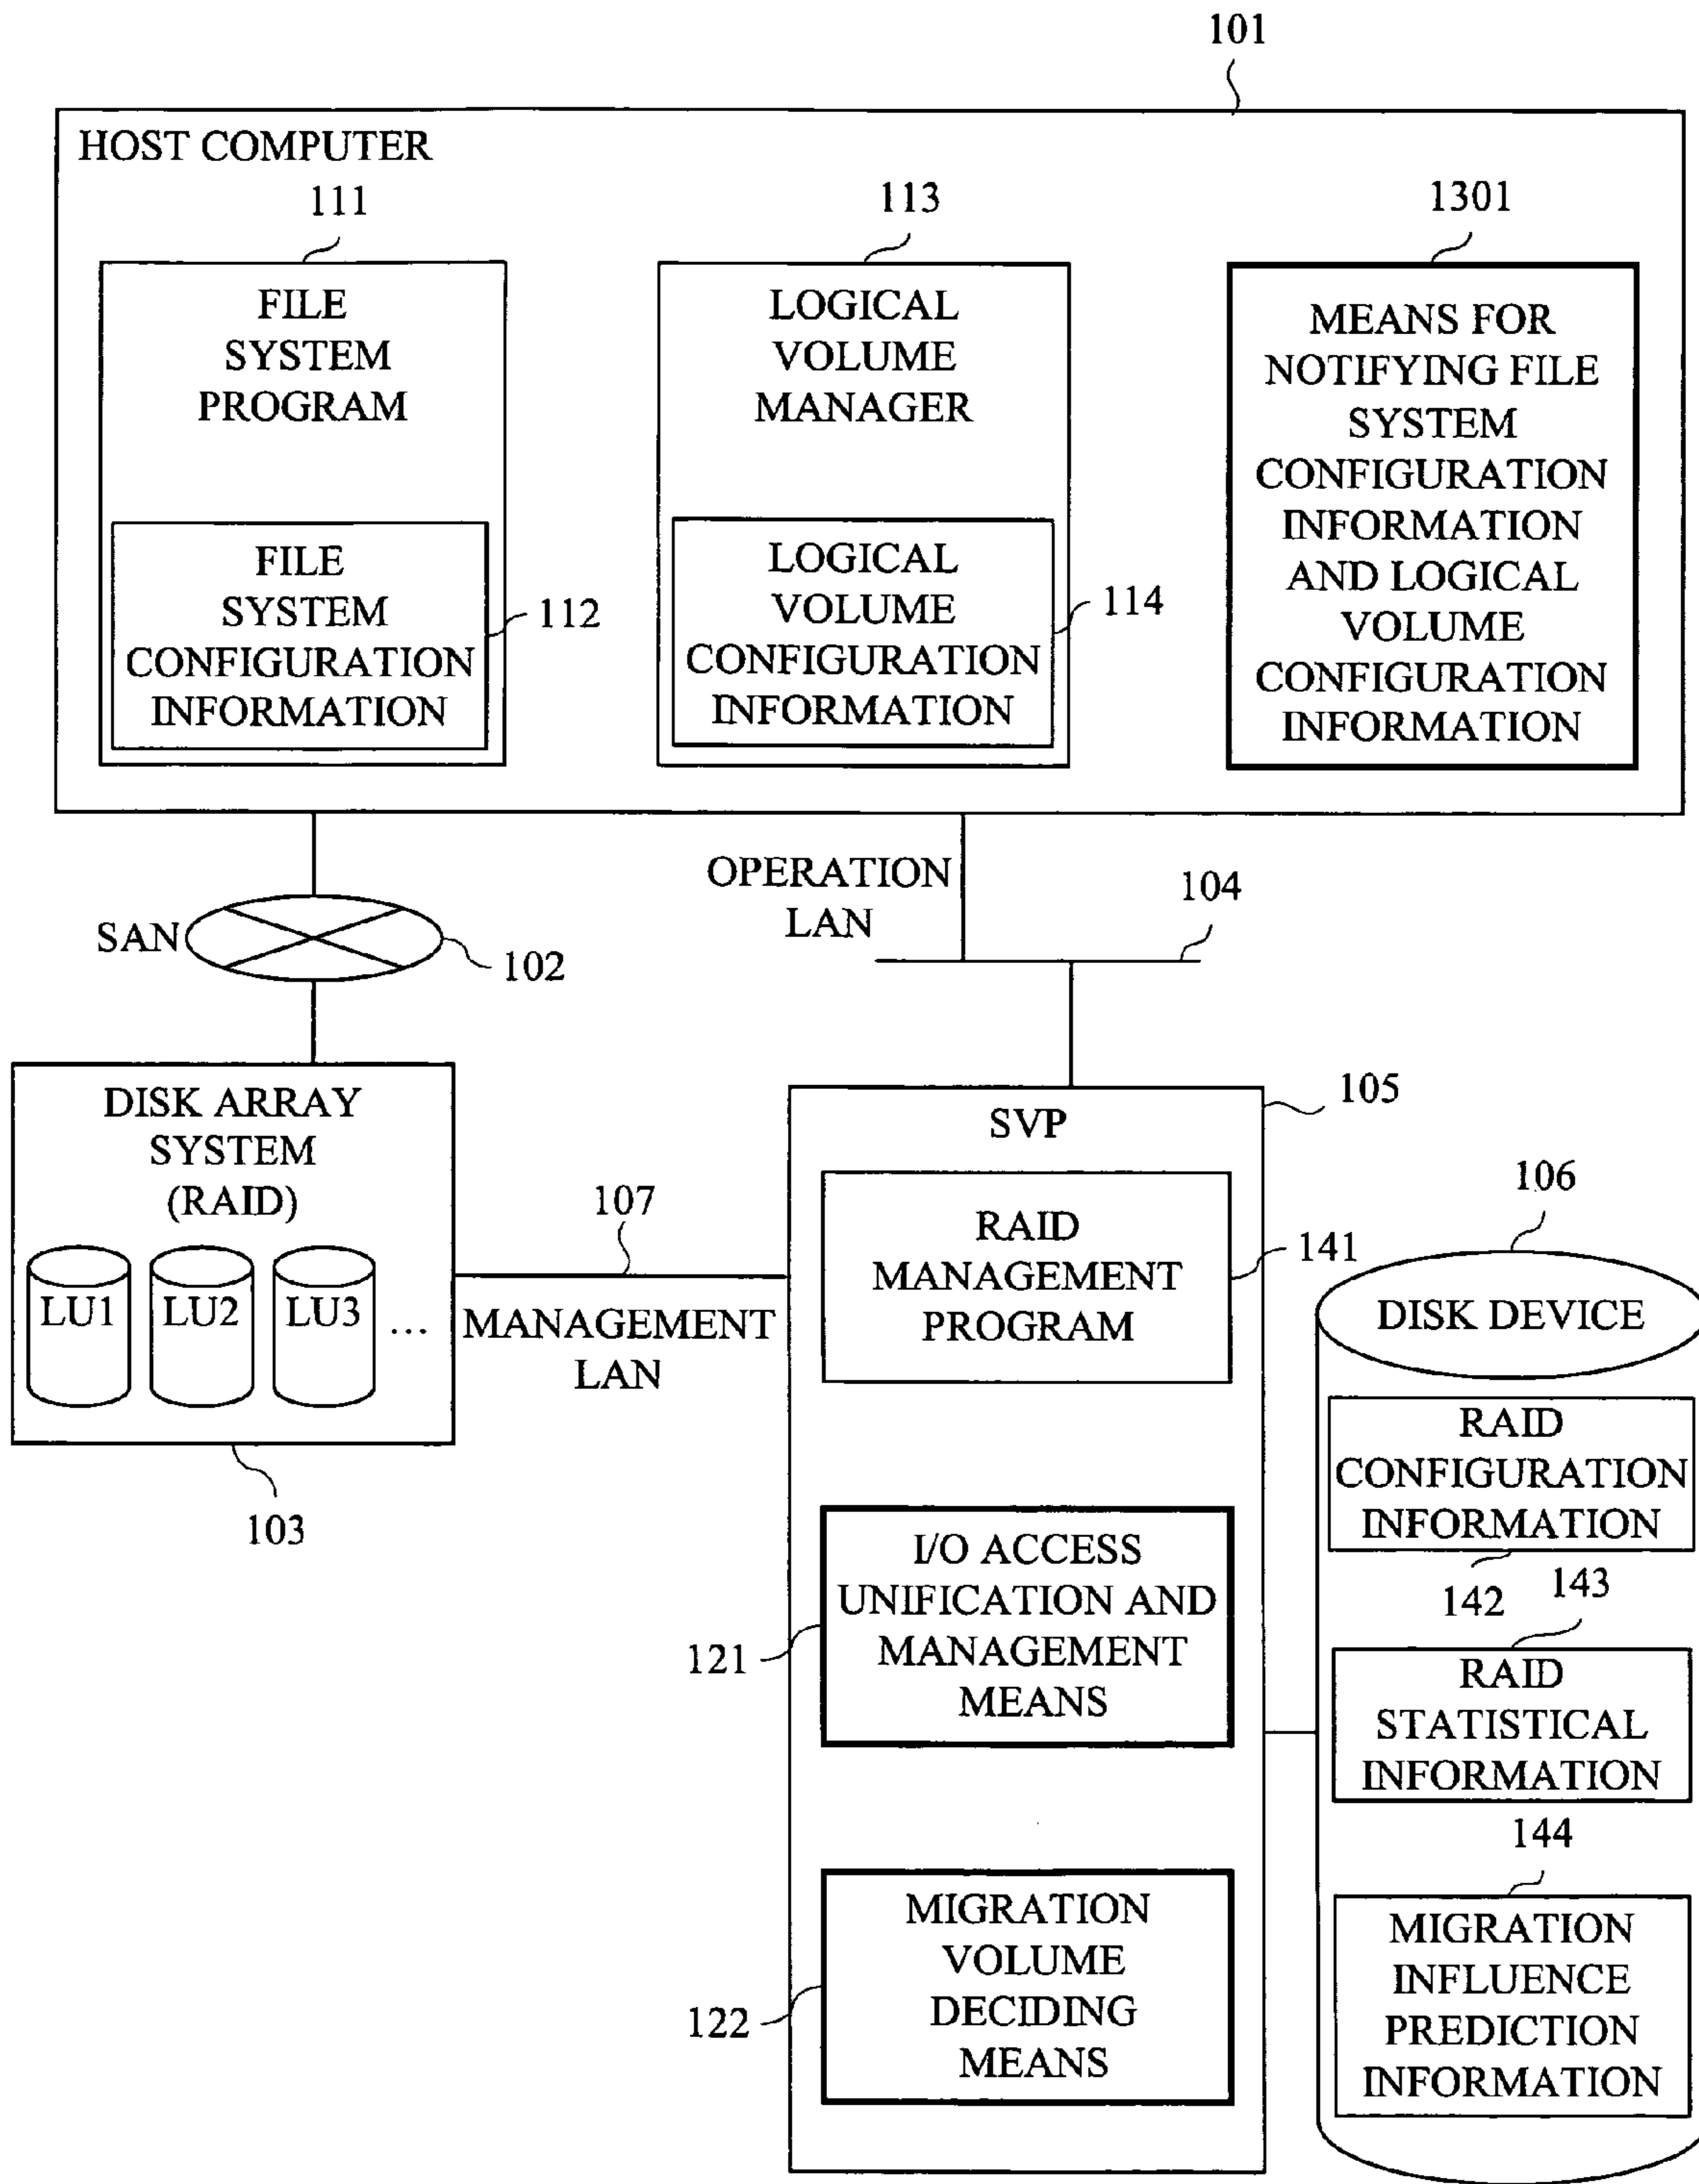 101
HOST COMPUTER
111
113
1301
FILE
SYSTEM
PROGRAM
LOGICAL
VOLUME
MANAGER
MEANS FOR
NOTIFYING FILE
SYSTEM
CONFIGURATION
INFORMATION
AND LOGICAL
VOLUME
CONFIGURATION
INFORMATION
FILE
SYSTEM
CONFIGURATION
INFORMATION
112
LOGICAL
VOLUME
CONFIGURATION
INFORMATION
114
OPERATION
LAN
104
SAN
102
DISK ARRAY
SYSTEM
(RAID)
LU1
LU2
LU3
...
103
107
MANAGEMENT
LAN
105
SVP
RAID
MANAGEMENT
PROGRAM
141
I/O ACCESS
UNIFICATION AND
MANAGEMENT
MEANS
121
MIGRATION
VOLUME
DECIDING
MEANS
122
106
DISK DEVICE
RAID
CONFIGURATION
INFORMATION
142
143
RAID
STATISTICAL
INFORMATION
144
MIGRATION
INFLUENCE
PREDICTION
INFORMATION